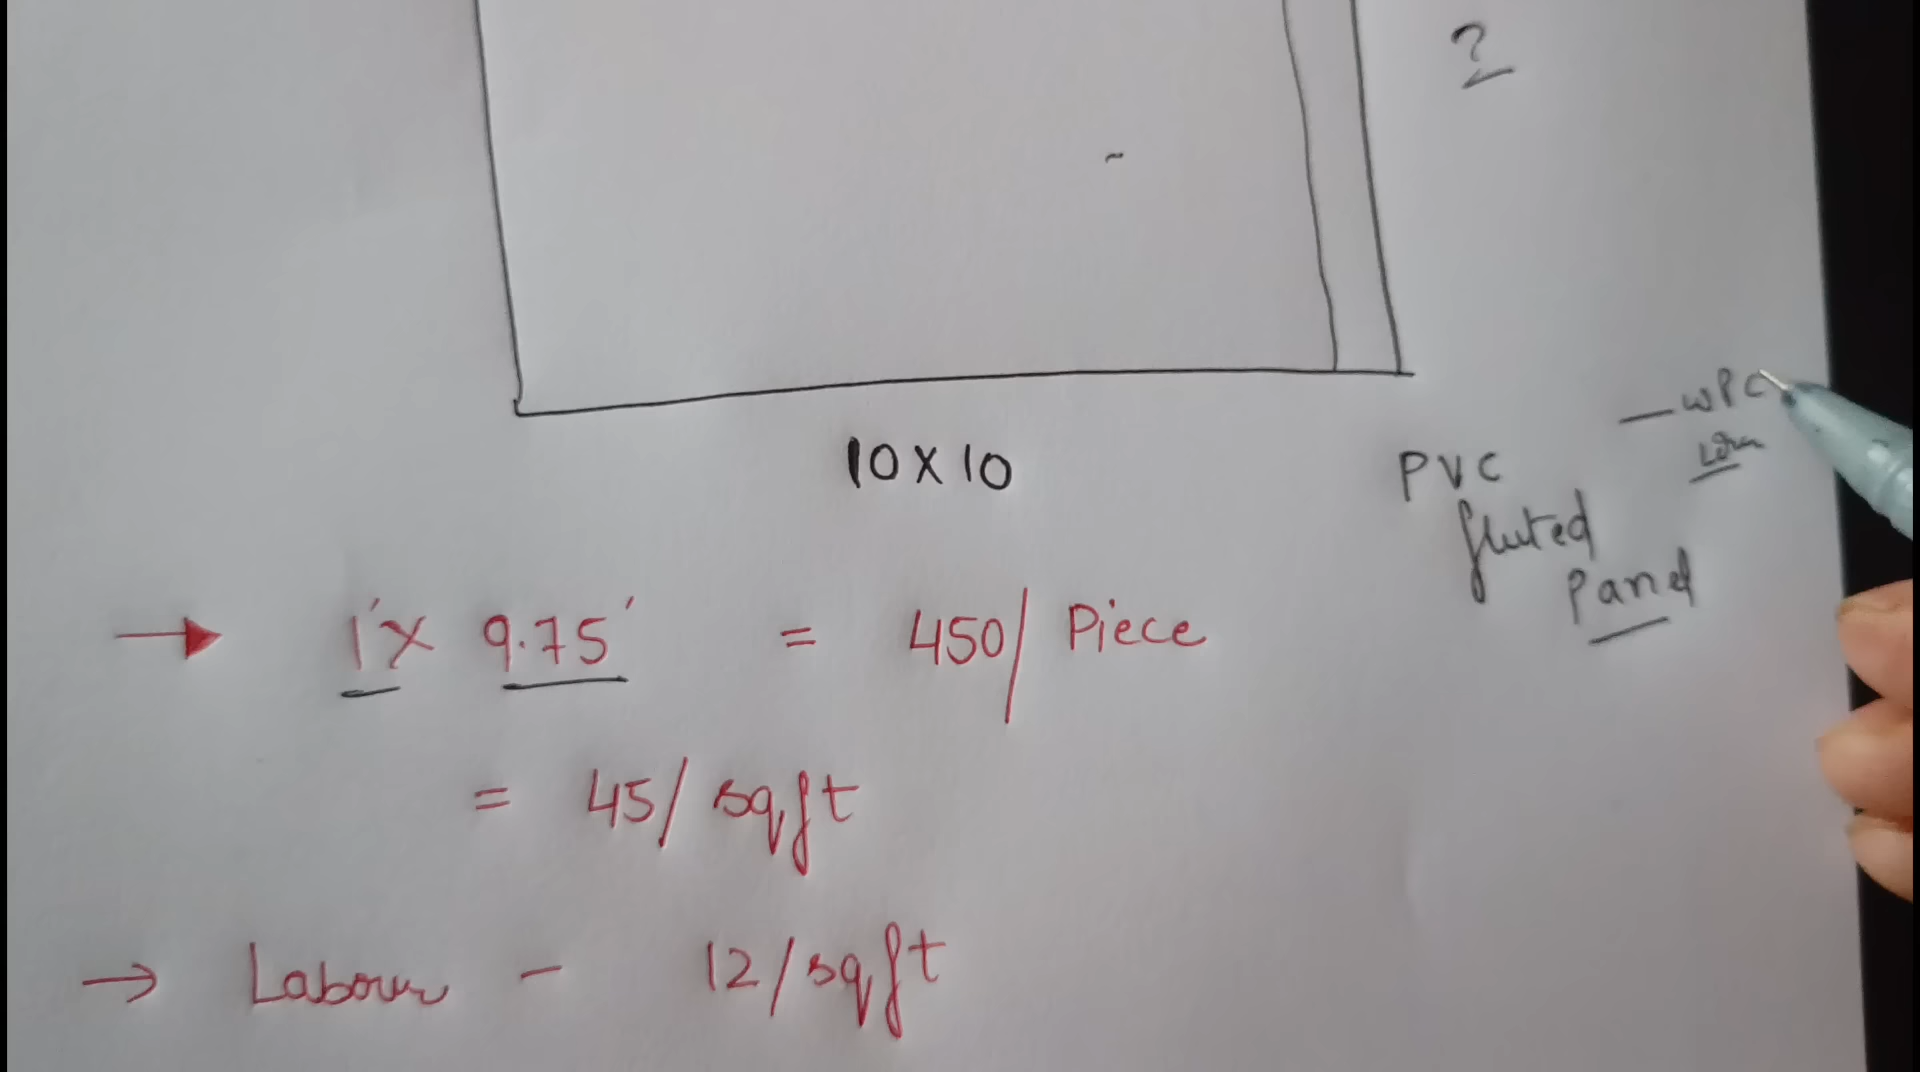 ?
10 X 10
— WPC
PVC
fluted
Panel
→ 1' X 9.75' = 450/ Piece
= 45/ sqft
→ Labour - 12/sqft